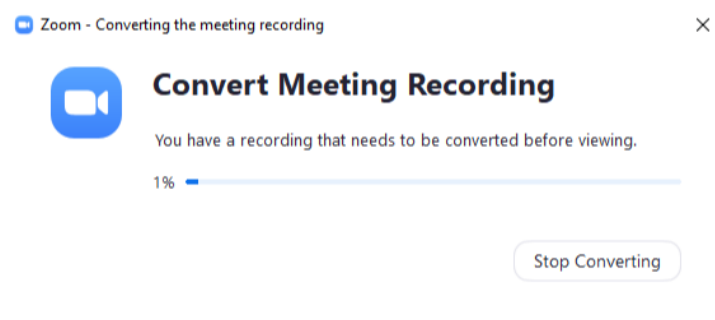 Zoom - Converting the meeting recording
Convert Meeting Recording
You have a recording that needs to be converted before viewing.
1%
Stop Converting